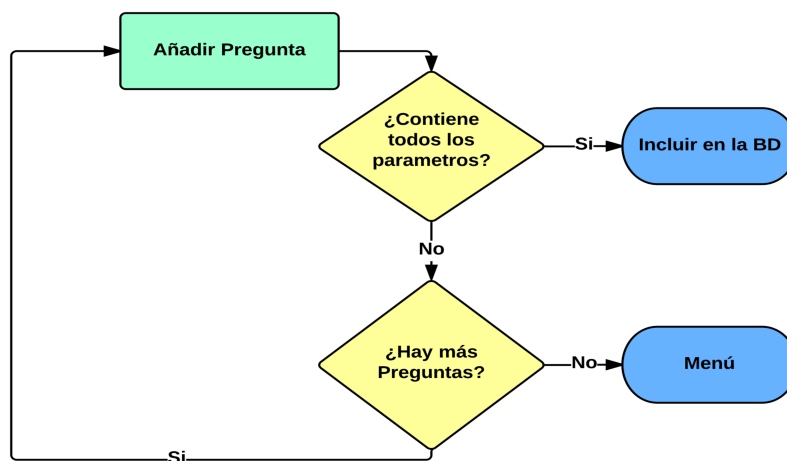 Añadir Pregunta
¿Contiene
todos los
parametros?
Si
Incluir en la BD
No
¿Hay más
Preguntas?
No
Menú
Si